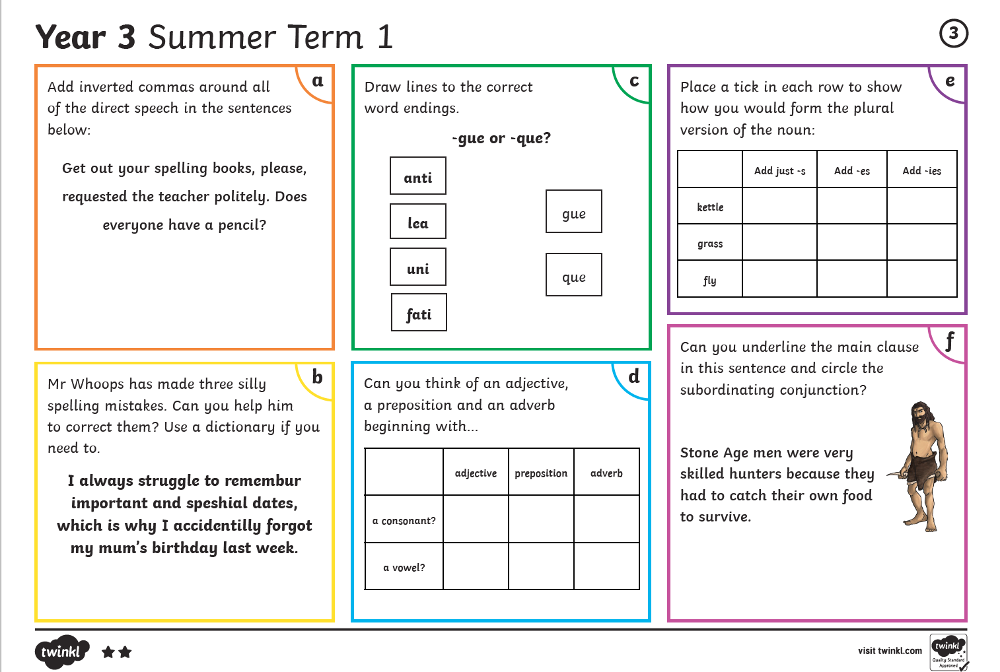 Year 3 Summer Term 1
3
a
Add inverted commas around all
of the direct speech in the sentences
below:
Get out your spelling books, please,
requested the teacher politely. Does
everyone have a pencil?
b
Mr Whoops has made three silly
spelling mistakes. Can you help him
to correct them? Use a dictionary if you
need to.
I always struggle to remembur
important and speshial dates,
which is why I accidentilly forgot
my mum's birthday last week.
c
Draw lines to the correct
word endings.
-gue or -que?
anti
lea
uni
fati
gue
que
d
Can you think of an adjective,
a preposition and an adverb
beginning with...
adjective preposition adverb
a consonant?
a vowel?
e
Place a tick in each row to show
how you would form the plural
version of the noun:
Add just -s Add -es Add -ies
kettle
grass
fly
f
Can you underline the main clause
in this sentence and circle the
subordinating conjunction?
Stone Age men were very
skilled hunters because they
had to catch their own food
to survive.
twinkl
visit twinkl.com
twinkl
Quality Standard
Approved